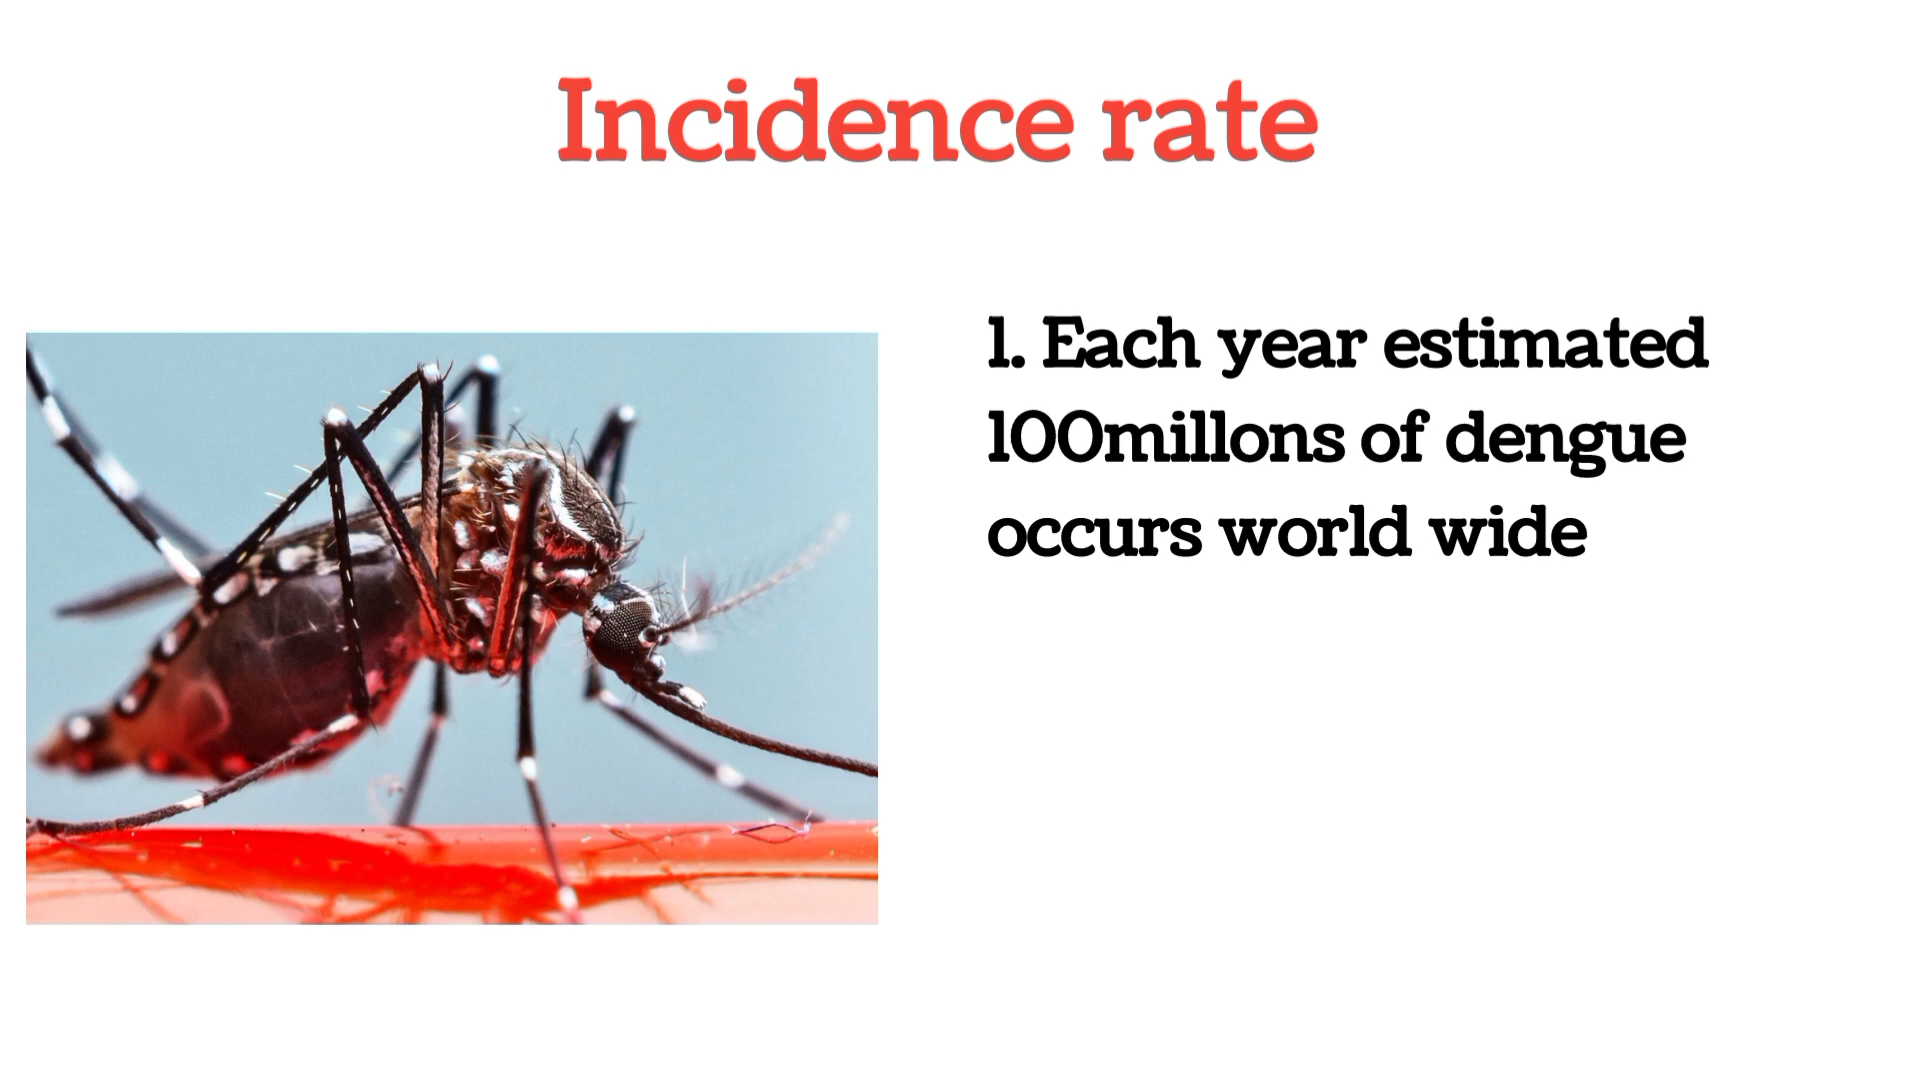 Incidence rate
1. Each year estimated
100millons of dengue
occurs world wide